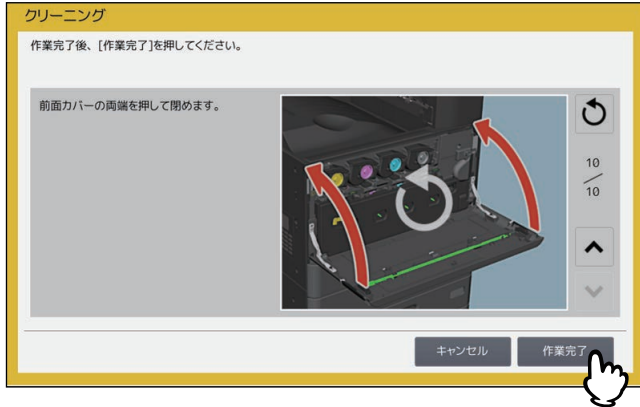 クリーニング
作業完了後、[作業完了]を押してください。
前面カバーの両端を押して閉めます。
10
10
キャンセル
作業完了